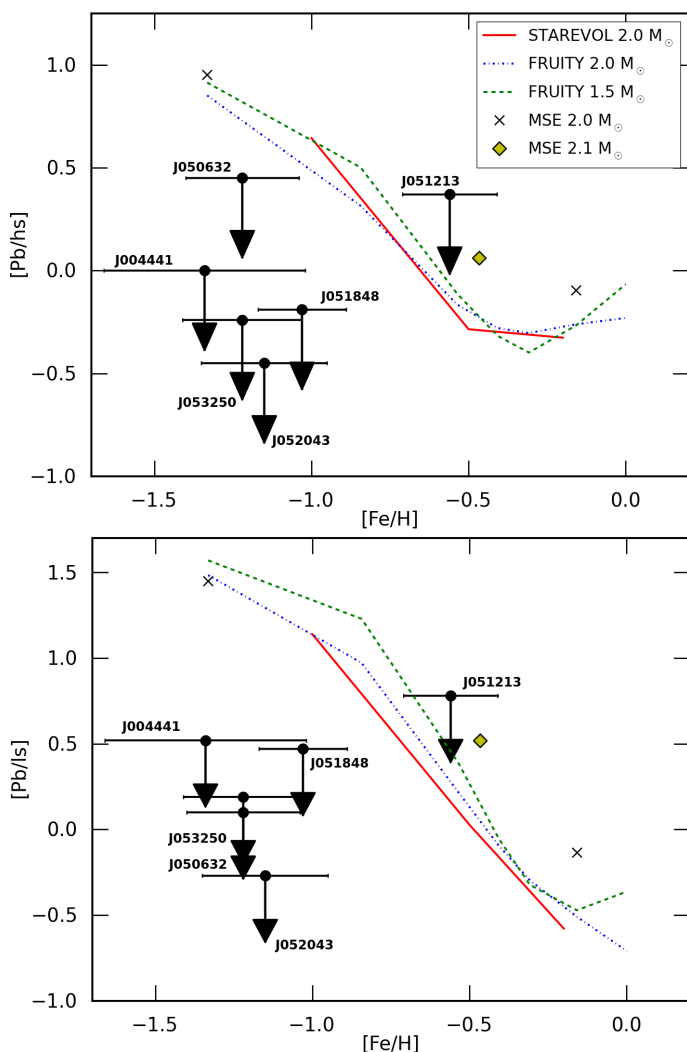 STAREVOL 2.0 M☉
FRUITY 2.0 M☉
FRUITY 1.5 M☉
MSE 2.0 M☉
MSE 2.1 M☉
1.0
0.5
0.0
−0.5
−1.0
[Pb/hs]
J050632
J051213
J004441
J051848
J053250
J052043
−1.5 −1.0 −0.5 0.0
[Fe/H]
1.5
1.0
0.5
0.0
−0.5
−1.0
[Pb/ls]
J051213
J004441
J051848
J053250
J050632
J052043
−1.5 −1.0 −0.5 0.0
[Fe/H]